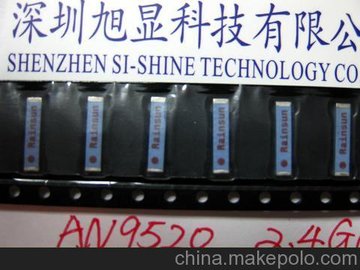 深圳旭显科技有限公
SHENZHEN SI-SHINE TECHNOLOGY CO
Rainsun Rainsun Rainsun Rainsun Rainsun Rainsun
AN9520 2.4G
china.makepolo.com